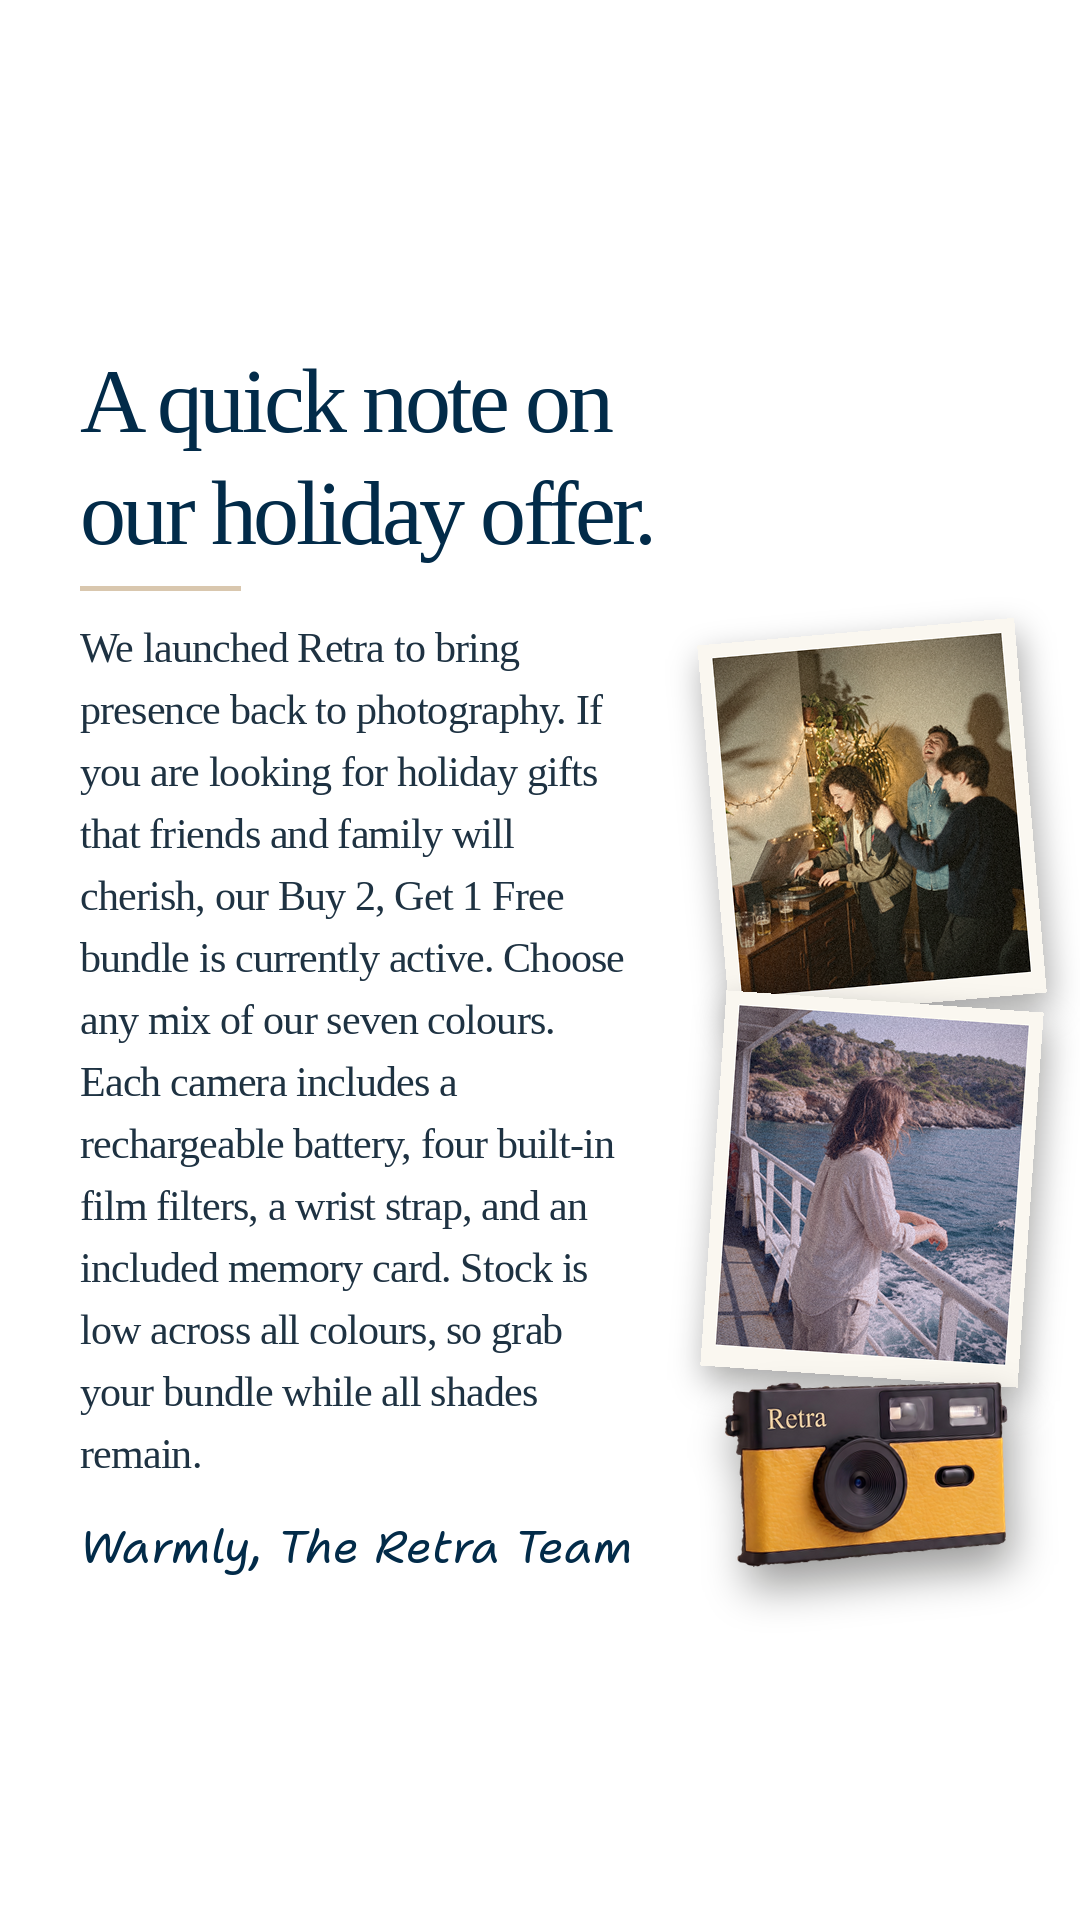 A quick note on
our holiday offer.
We launched Retra to bring
presence back to photography. If
you are looking for holiday gifts
that friends and family will
cherish, our Buy 2, Get 1 Free
bundle is currently active. Choose
any mix of our seven colours.
Each camera includes a
rechargeable battery, four built-in
film filters, a wrist strap, and an
included memory card. Stock is
low across all colours, so grab
your bundle while all shades
remain.
Warmly, The Retra Team
Retra